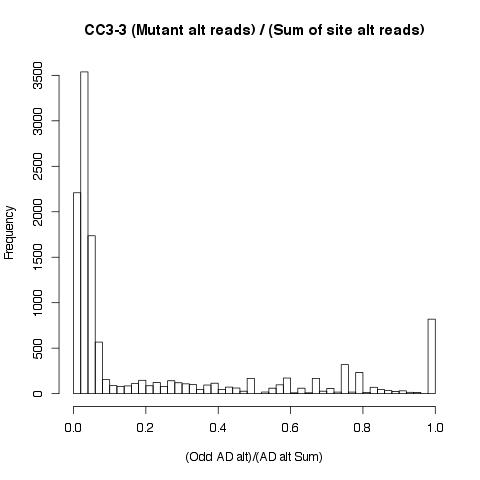 CC3-3 (Mutant alt reads) / (Sum of site alt reads)
Frequency
3500
3000
2500
2000
1500
1000
500
0
0.0 0.2 0.4 0.6 0.8 1.0
(Odd AD alt)/(AD alt Sum)